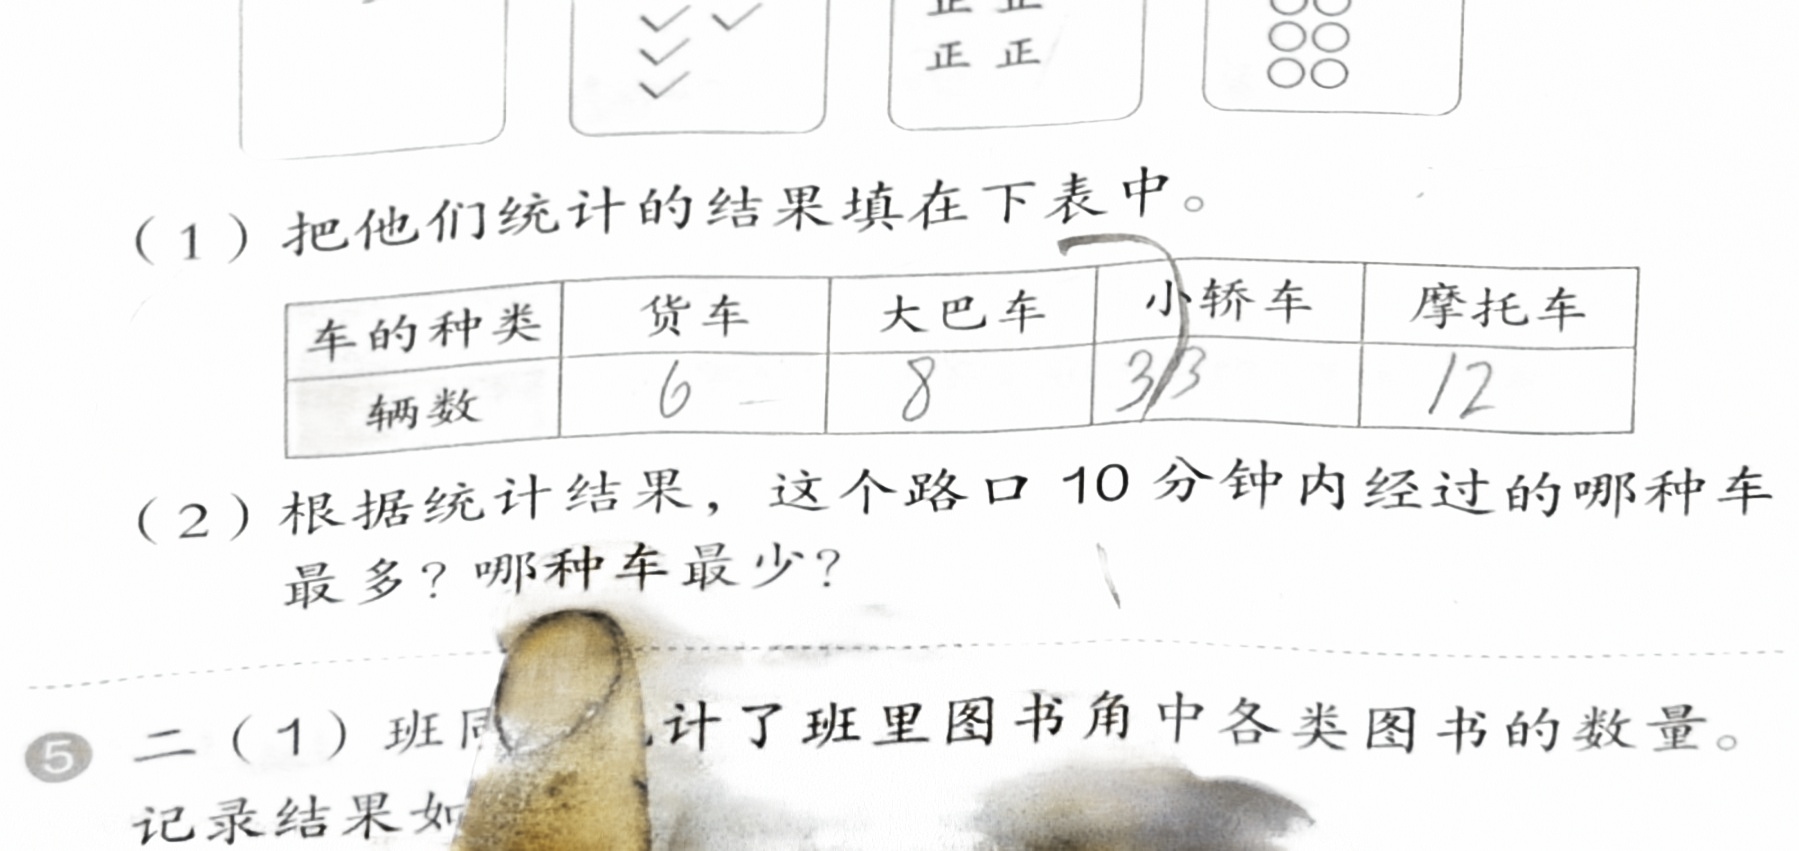 正 正
正 正
(1) 把他们统计的结果填在下表中。
车的种类 货车 大巴车 小轿车 摩托车
辆数 6 8 33 12
(2) 根据统计结果，这个路口 10 分钟内经过的哪种车
最多？哪种车最少？
5 二（1）班 计了班里图书角中各类图书的数量。
记录结果如